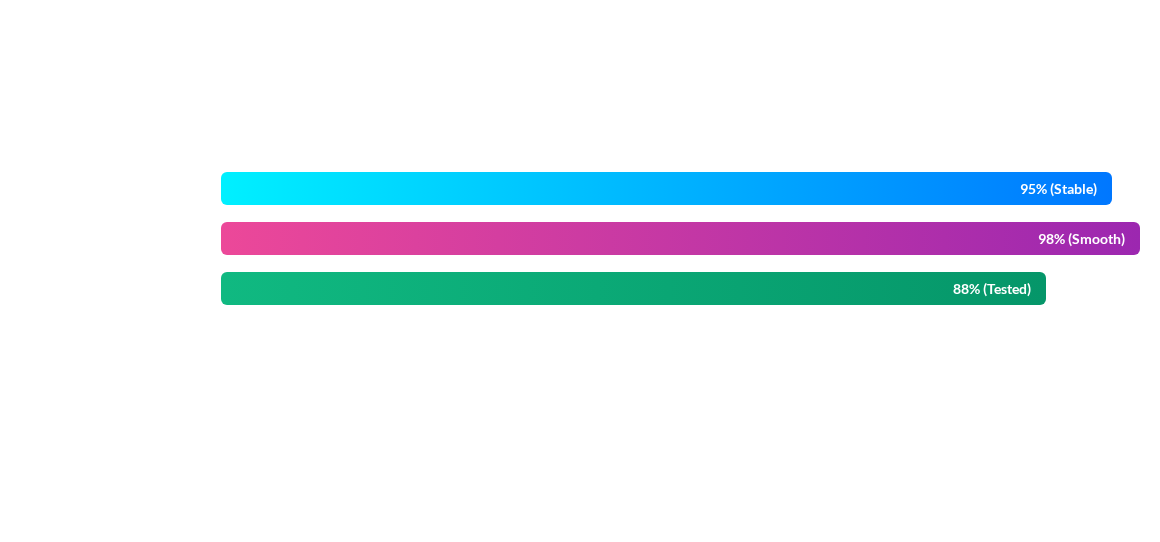 95% (Stable)
98% (Smooth)
88% (Tested)